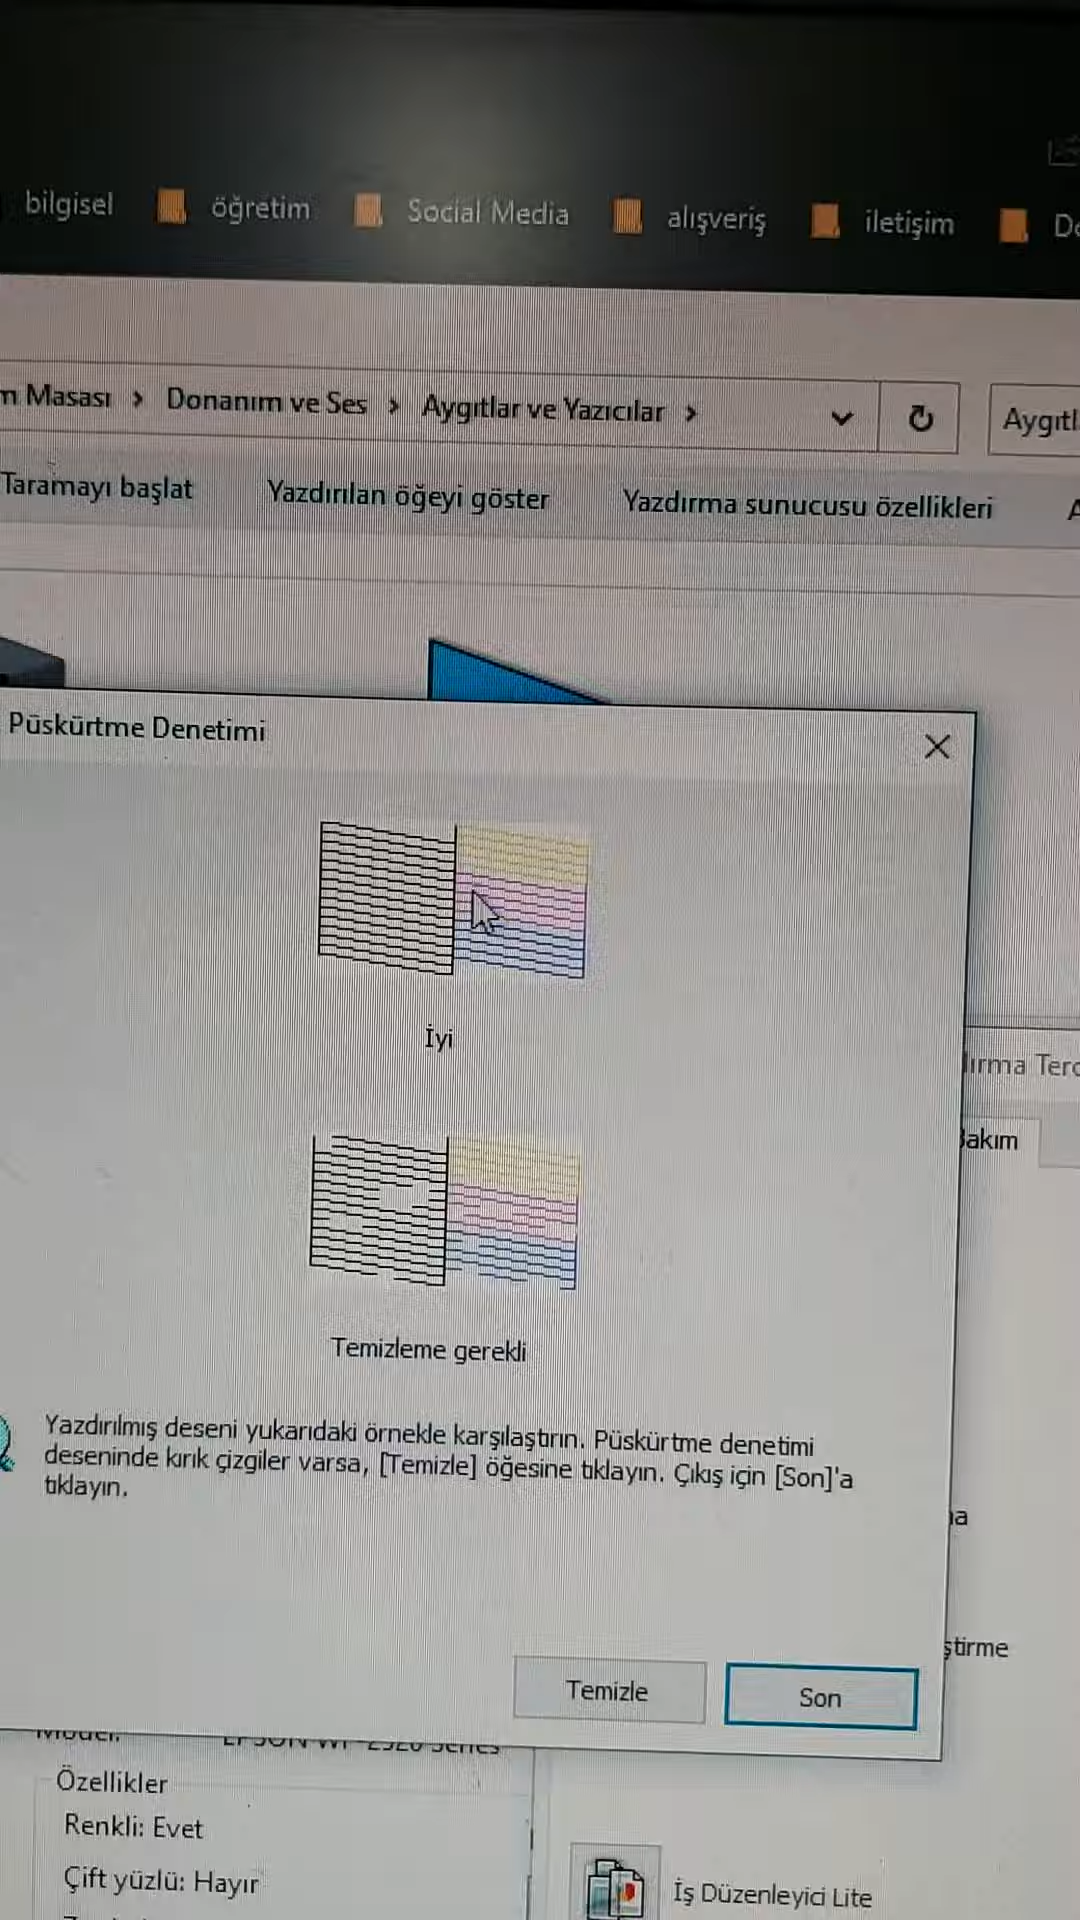 bilgisel öğretim Social Media alışveriş iletişim
Masası > Donanım ve Ses > Aygıtlar ve Yazıcılar >
Taramayı başlat Yazdırılan öğeyi göster Yazdırma sunucusu özellikleri
Püskürtme Denetimi
İyi
Temizleme gerekli
Yazdırılmış deseni yukarıdaki örnekle karşılaştırın. Püskürtme denetimi
deseninde kırık çizgiler varsa, [Temizle] öğesine tıklayın. Çıkış için [Son]'a
tıklayın.
Temizle Son
Özellikler
Renkli: Evet
Çift yüzlü: Hayır
İş Düzenleyici Lite